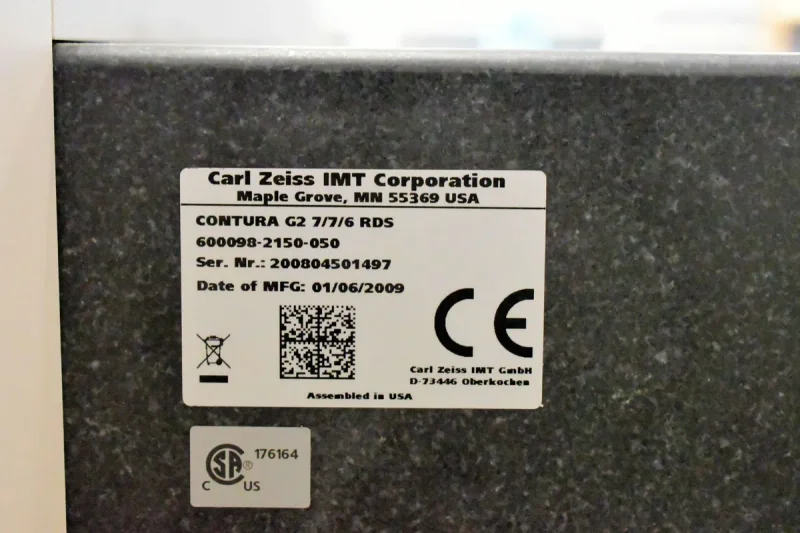 Carl Zeiss IMT Corporation
Maple Grove, MN 55369 USA
CONTURA G2 7/7/6 RDS
600098-2150-050
Ser. Nr.: 200804501497
Date of MFG: 01/06/2009
CE
Carl Zeiss IMT GmbH
D-73446 Oberkochen
Assembled in USA
176164
CSA®
C US